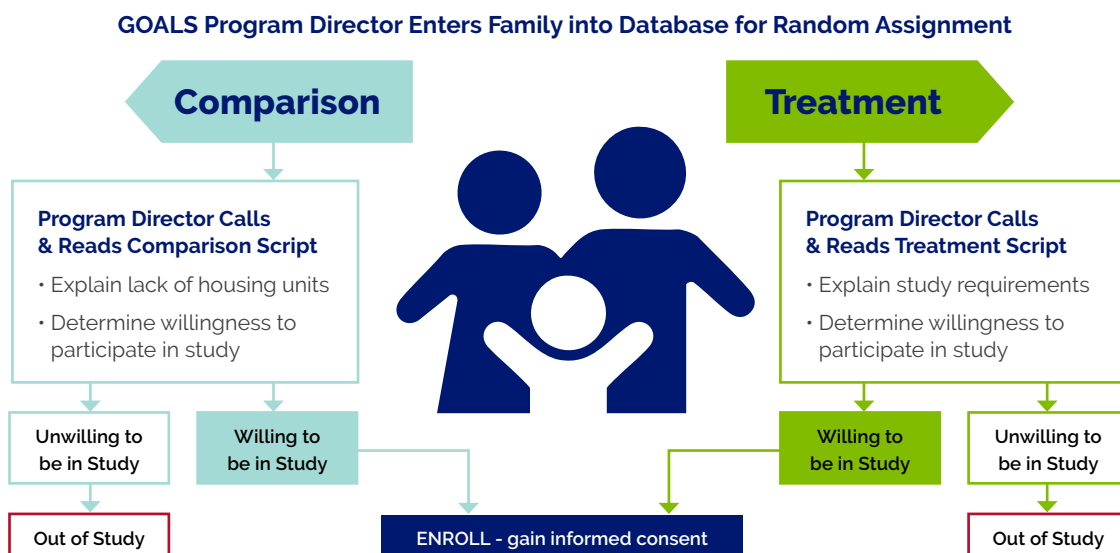 GOALS Program Director Enters Family into Database for Random Assignment
Comparison
Program Director Calls
& Reads Comparison Script
• Explain lack of housing units
• Determine willingness to
participate in study
Unwilling to
be in Study
Willing to
be in Study
Out of Study
Treatment
Program Director Calls
& Reads Treatment Script
• Explain study requirements
• Determine willingness to
participate in study
Willing to
be in Study
Unwilling to
be in Study
Out of Study
ENROLL - gain informed consent